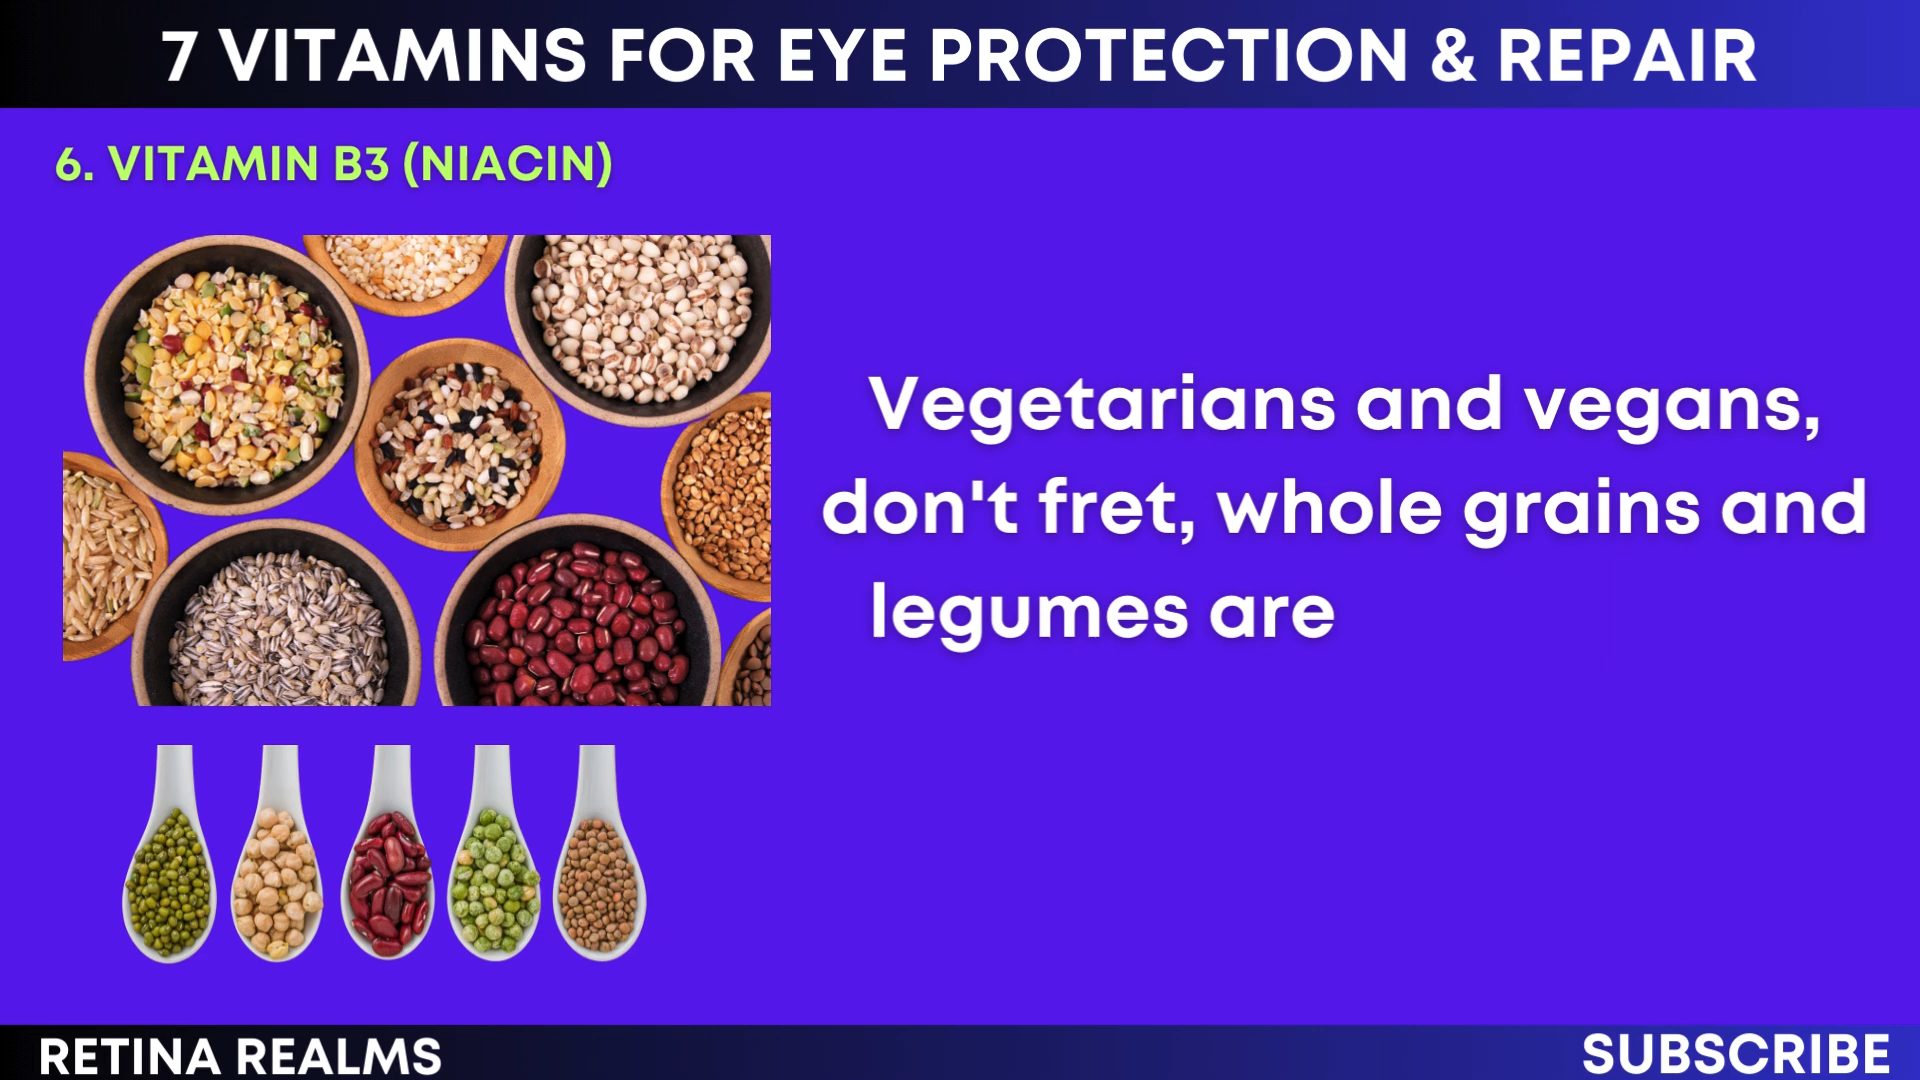 7 VITAMINS FOR EYE PROTECTION & REPAIR
6. VITAMIN B3 (NIACIN)
Vegetarians and vegans,
don't fret, whole grains and
legumes are
RETINA REALMS
SUBSCRIBE